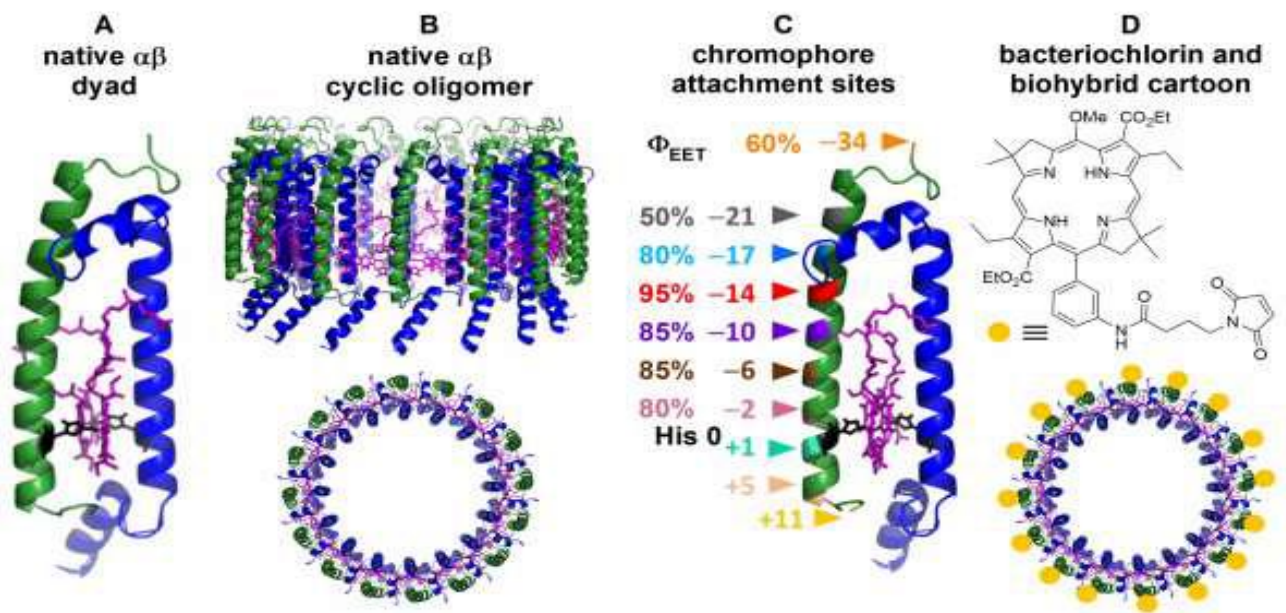 A
native αβ
dyad
B
native αβ
cyclic oligomer
C
chromophore
attachment sites
D
bacteriochlorin and
biohybrid cartoon
Φ_EET
60% −34
50% −21
80% −17
95% −14
85% −10
85% −6
80% −2
His 0
+1
+5
+11
OMe
CO₂Et
N
HN
NH
N
EtO₂C
O
N
H
O
N
O
≡